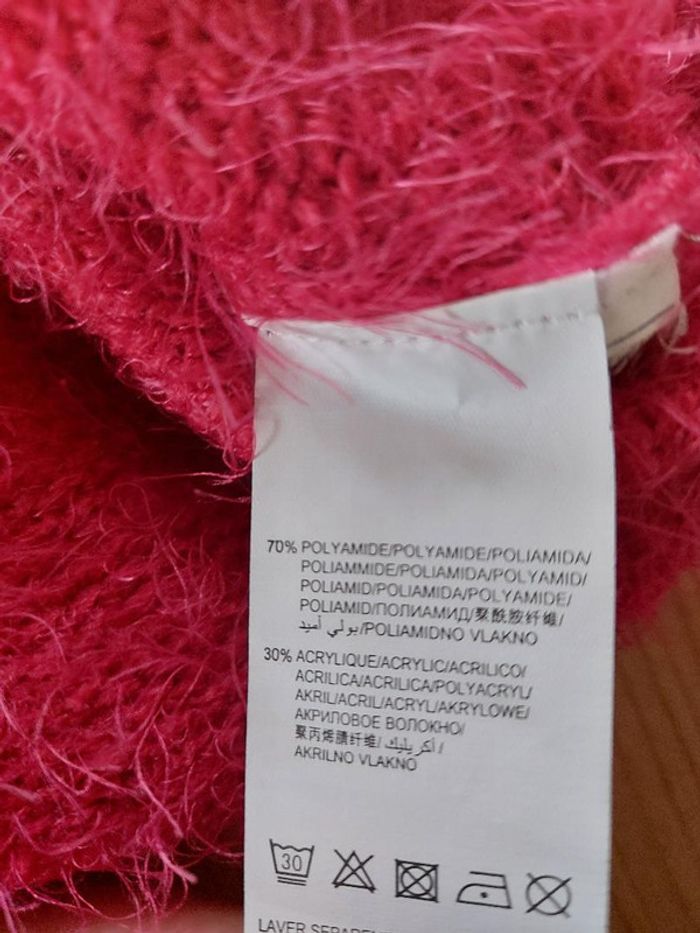 70% POLYAMIDE/POLYAMIDE/POLIAMIDA/
POLIAMMIDE/POLIAMIDA/POLYAMID/
POLIAMID/POLIAMIDA/POLYAMIDE/
POLIAMID/ПОЛИАМИД/聚酰胺纤维/
بولي أميد/POLIAMIDNO VLAKNO
30% ACRYLIQUE/ACRYLIC/ACRILICO/
ACRILICA/ACRILICA/POLYACRYL/
AKRIL/ACRIL/ACRYL/AKRYLOWE/
АКРИЛОВОЕ ВОЛОКНО/
聚丙烯腈纤维/أكريليك/
AKRILNO VLAKNO
30
LAVER